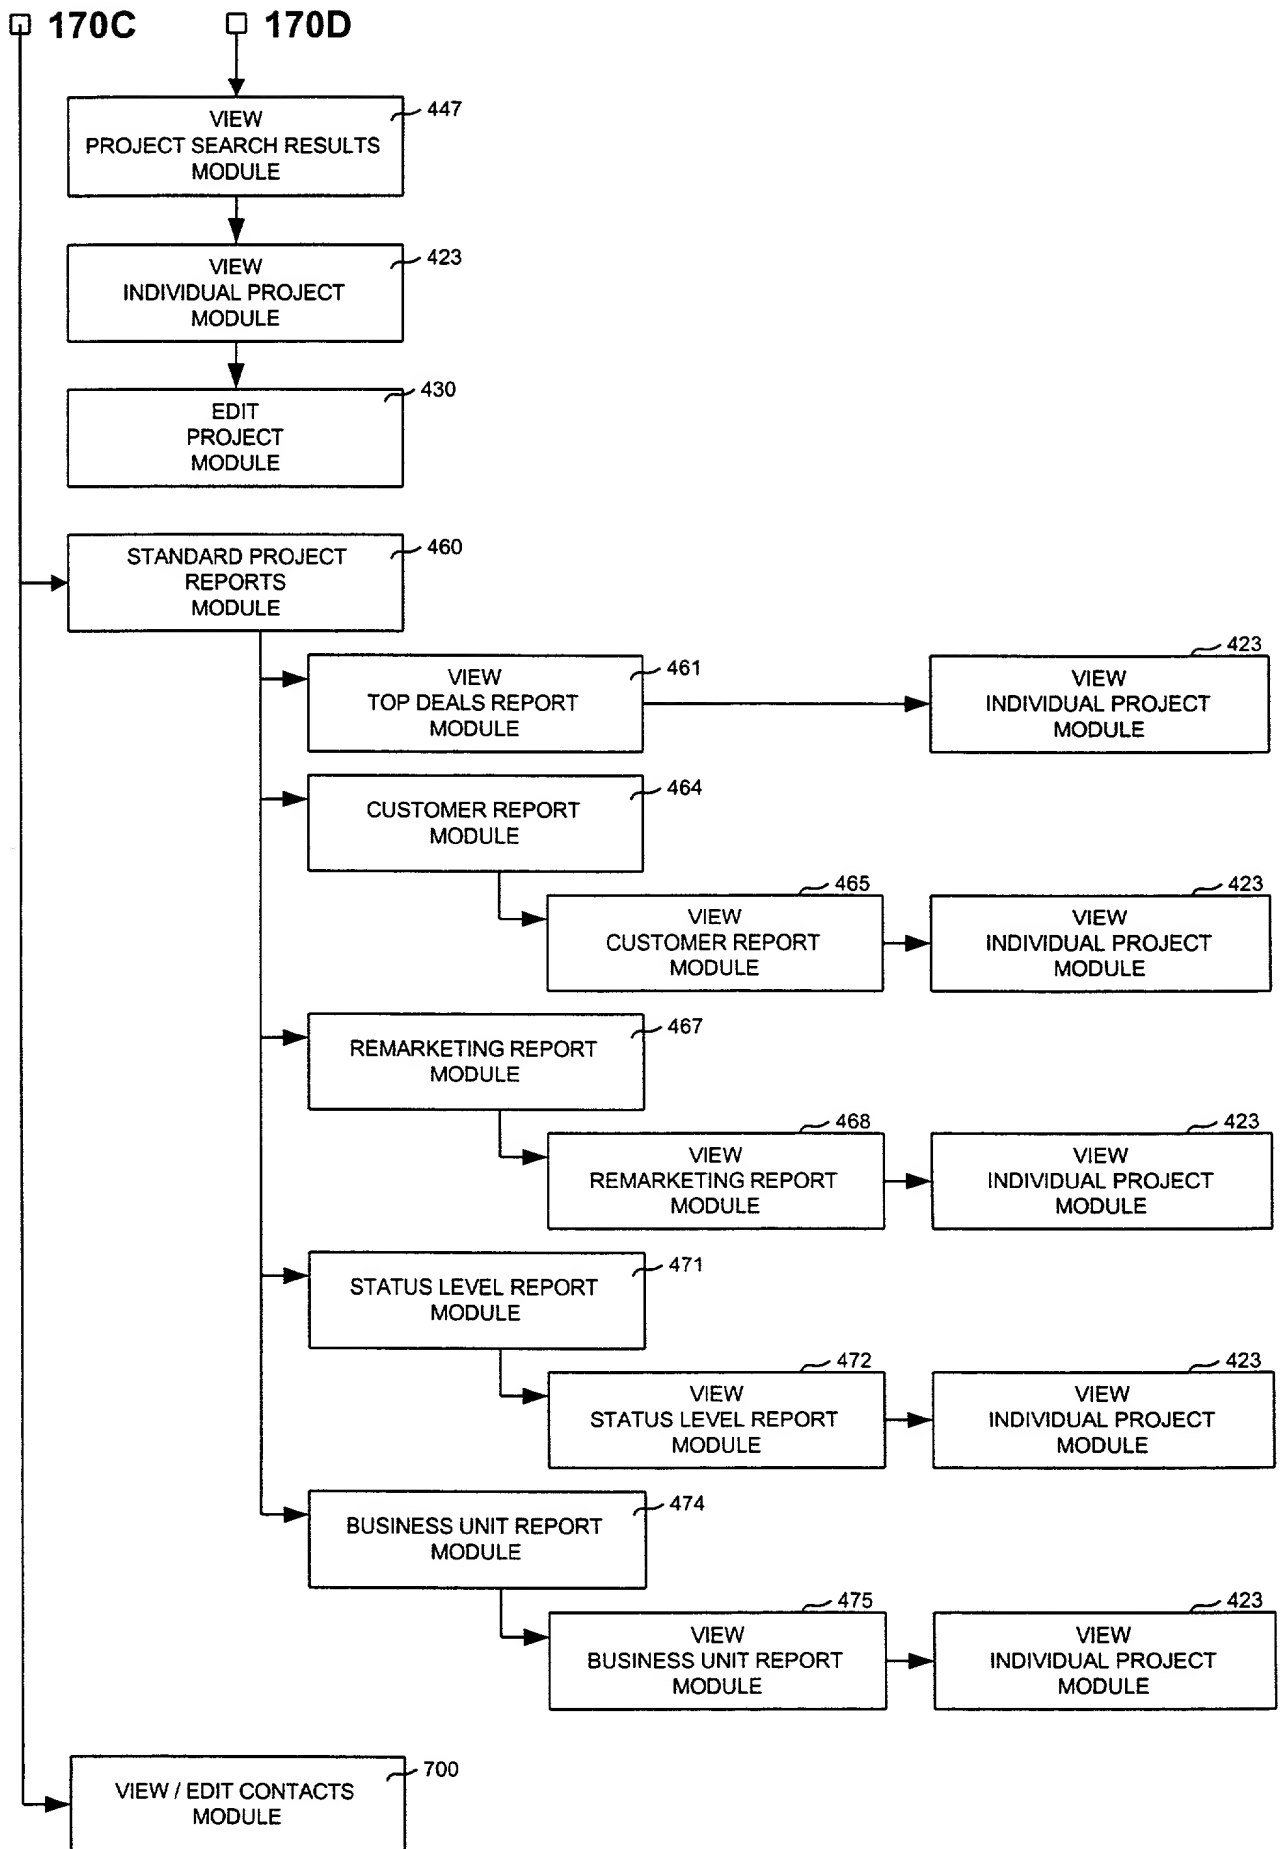 170C
170D
VIEW
PROJECT SEARCH RESULTS
MODULE
447
VIEW
INDIVIDUAL PROJECT
MODULE
423
EDIT
PROJECT
MODULE
430
STANDARD PROJECT
REPORTS
MODULE
460
VIEW
TOP DEALS REPORT
MODULE
461
423
VIEW
INDIVIDUAL PROJECT
MODULE
CUSTOMER REPORT
MODULE
464
465
VIEW
CUSTOMER REPORT
MODULE
423
VIEW
INDIVIDUAL PROJECT
MODULE
REMARKETING REPORT
MODULE
467
468
VIEW
REMARKETING REPORT
MODULE
423
VIEW
INDIVIDUAL PROJECT
MODULE
STATUS LEVEL REPORT
MODULE
471
472
VIEW
STATUS LEVEL REPORT
MODULE
423
VIEW
INDIVIDUAL PROJECT
MODULE
BUSINESS UNIT REPORT
MODULE
474
475
VIEW
BUSINESS UNIT REPORT
MODULE
423
VIEW
INDIVIDUAL PROJECT
MODULE
VIEW / EDIT CONTACTS
MODULE
700